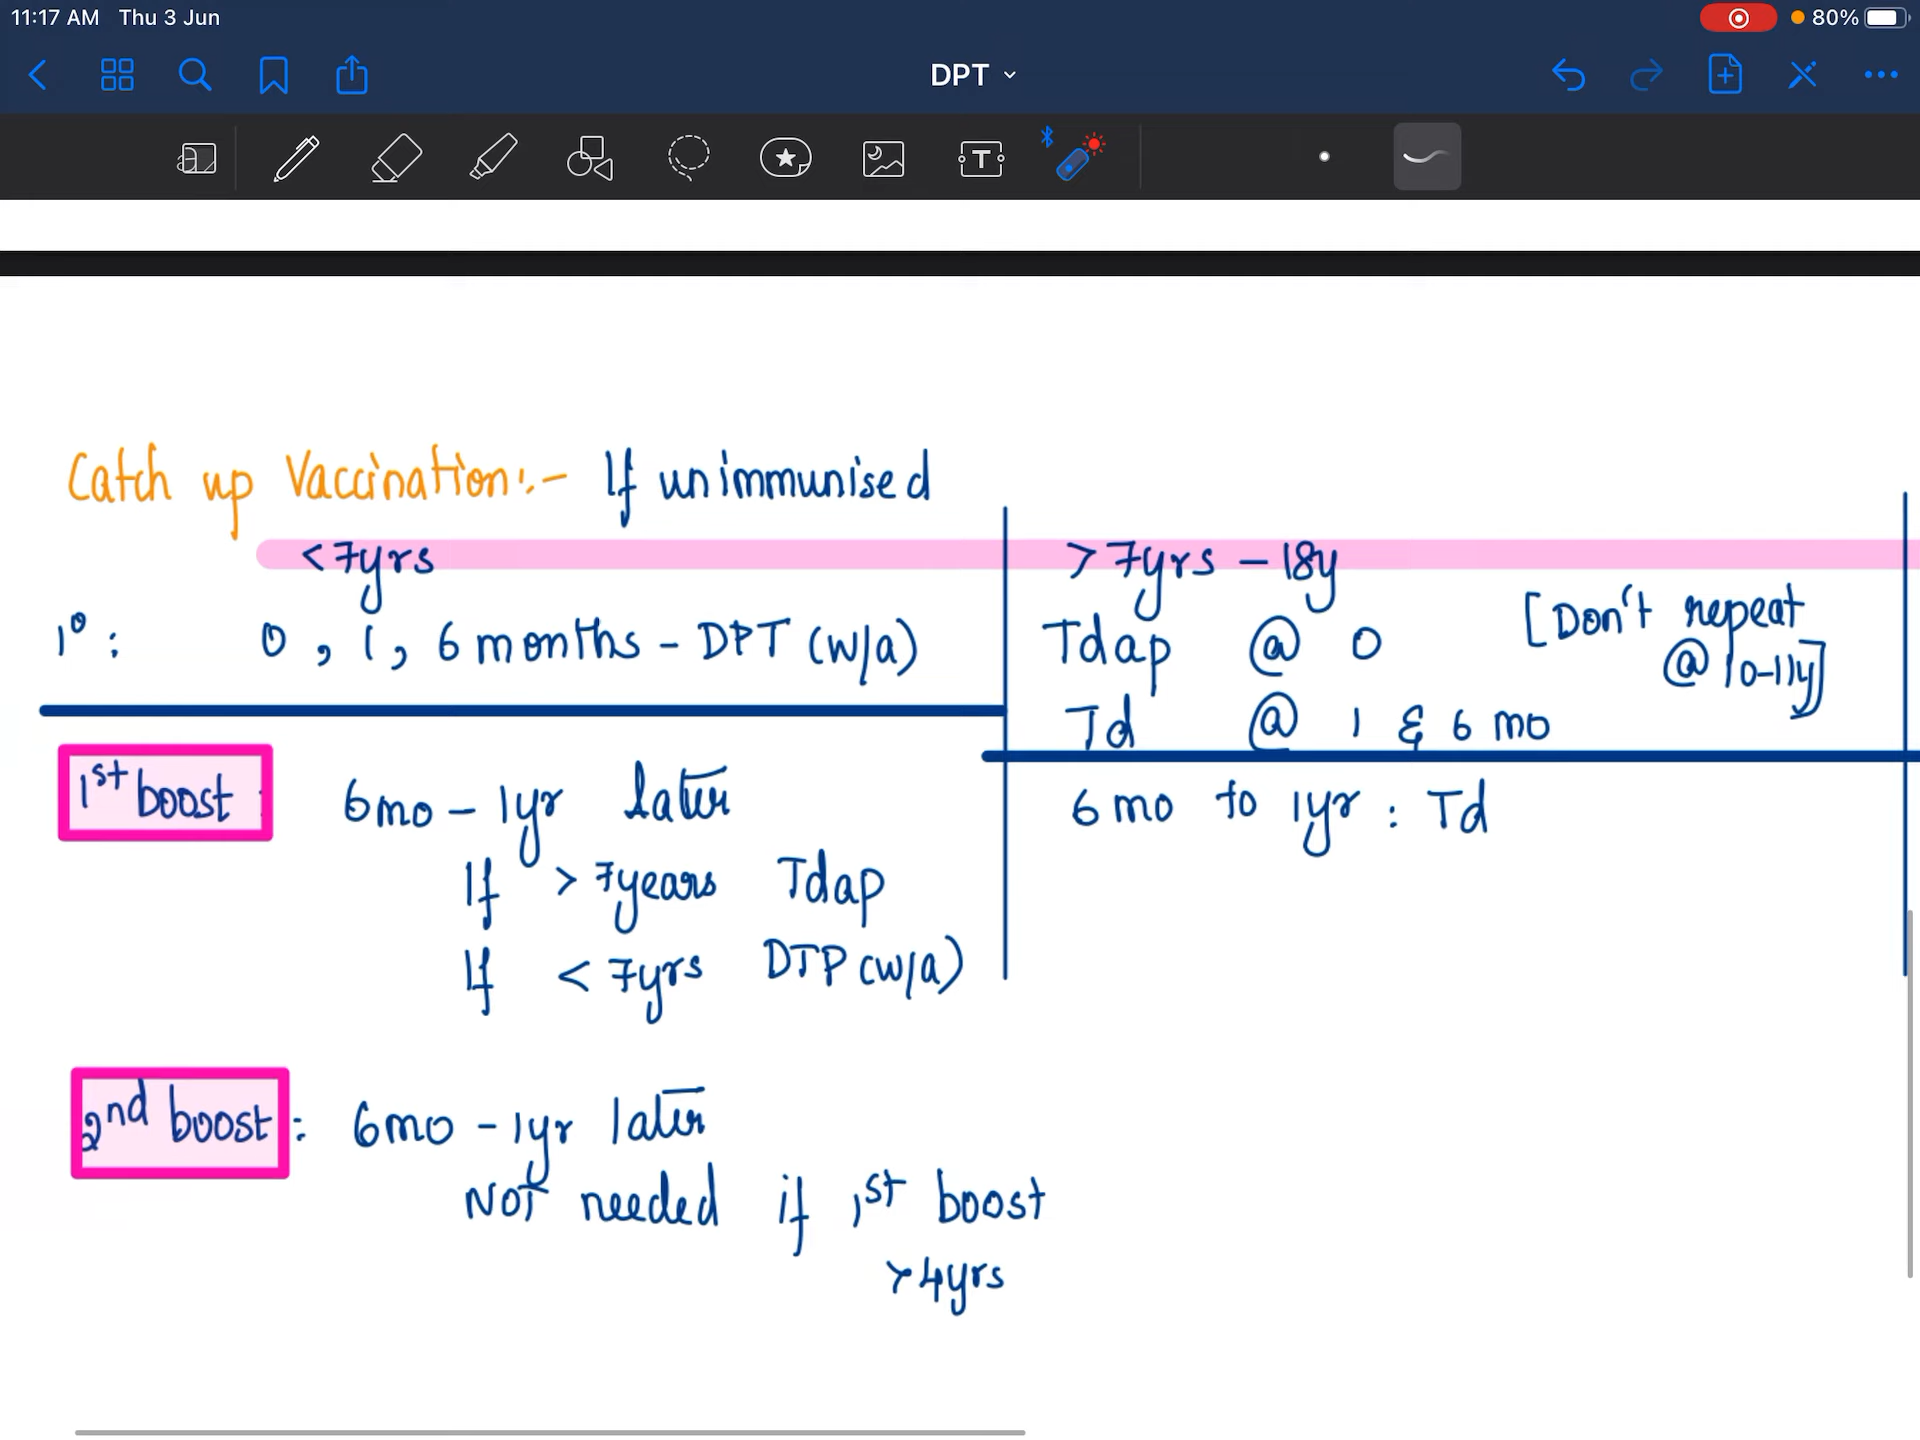 11:17 AM Thu 3 Jun
80%
DPT
Catch up Vaccination:- If unimmunised
<7yrs
>7yrs - 18y
1°: 0, 1, 6 months - DPT (w/a)
Tdap @ 0
[Don't repeat
@ 10-11y]
Td @ 1 & 6 mo
1st boost : 6mo - 1yr later
6 mo to 1yr : Td
If > 7years Tdap
If < 7yrs DTP (w/a)
2nd boost : 6mo - 1yr later
NOT needed if 1st boost
>4yrs